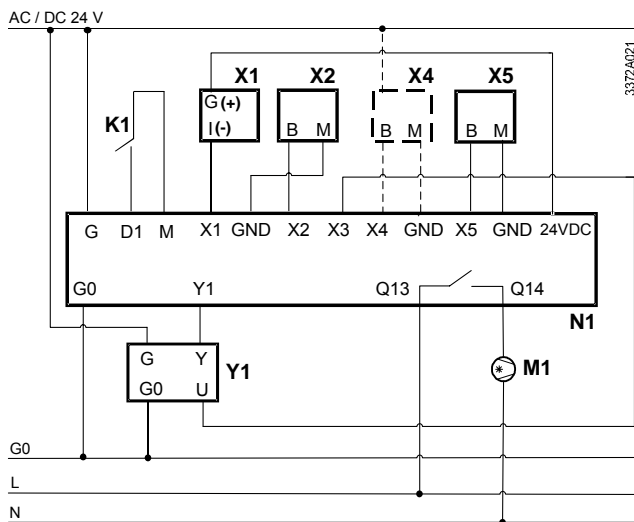 AC / DC 24 V
3372A021
X1 X2 X4 X5
G (+)
K1
I (-) B M B M B M
G D1 M X1 GND X2 X3 X4 GND X5 GND 24VDC
G0 Y1 Q13 Q14
N1
G Y
Y1
G0 U
M1
G0
L
N